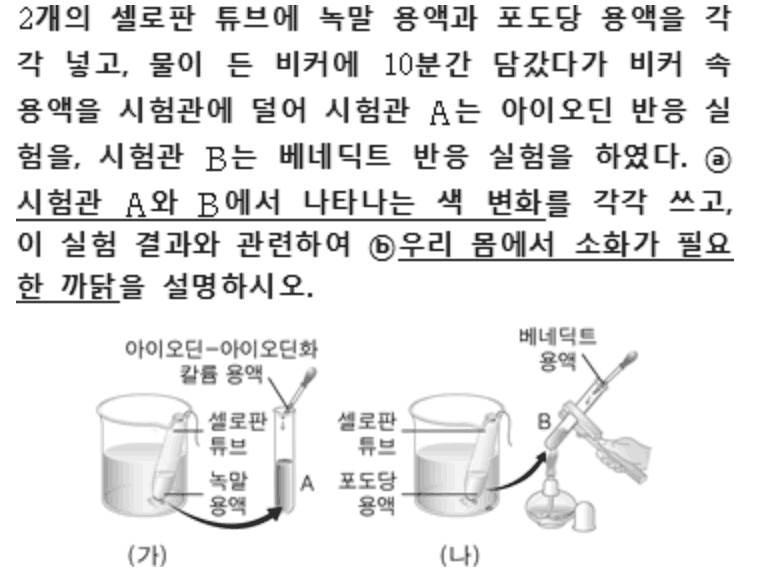 2개의 셀로판 튜브에 녹말 용액과 포도당 용액을 각
각 넣고, 물이 든 비커에 10분간 담갔다가 비커 속
용액을 시험관에 덜어 시험관 A는 아이오딘 반응 실
험을, 시험관 B는 베네딕트 반응 실험을 하였다. ⓐ
시험관 A와 B에서 나타나는 색 변화를 각각 쓰고,
이 실험 결과와 관련하여 ⓑ우리 몸에서 소화가 필요
한 까닭을 설명하시오.
아이오딘-아이오딘화
칼륨 용액
셀로판
튜브
녹말
용액
A
(가)
베네딕트
용액
셀로판
튜브
B
포도당
용액
(나)